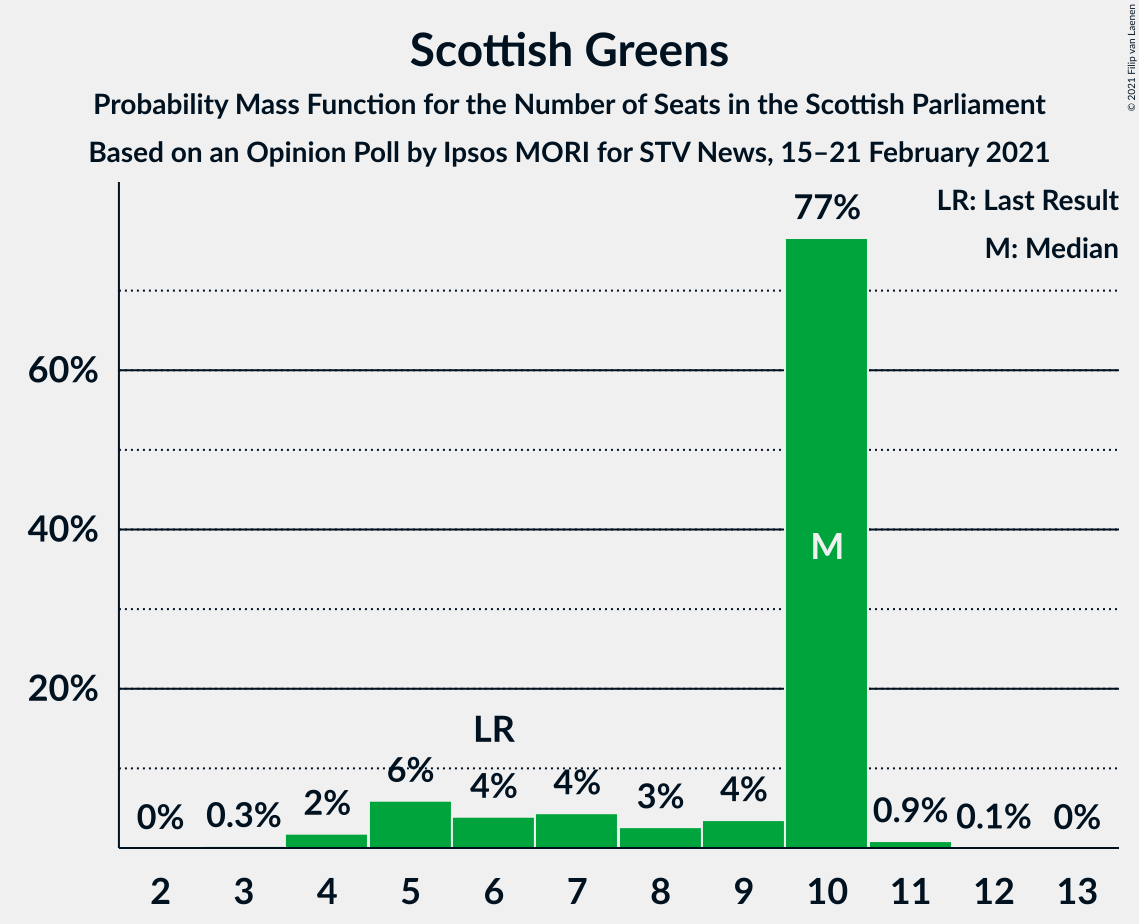 Scottish Greens
Probability Mass Function for the Number of Seats in the Scottish Parliament
Based on an Opinion Poll by Ipsos MORI for STV News, 15–21 February 2021
© 2021 Filip van Laenen
LR: Last Result
M: Median
77%
60%
40%
M
20%
LR
0% 0.3% 2% 6% 4% 4% 3% 4% 0.9% 0.1% 0%
2 3 4 5 6 7 8 9 10 11 12 13